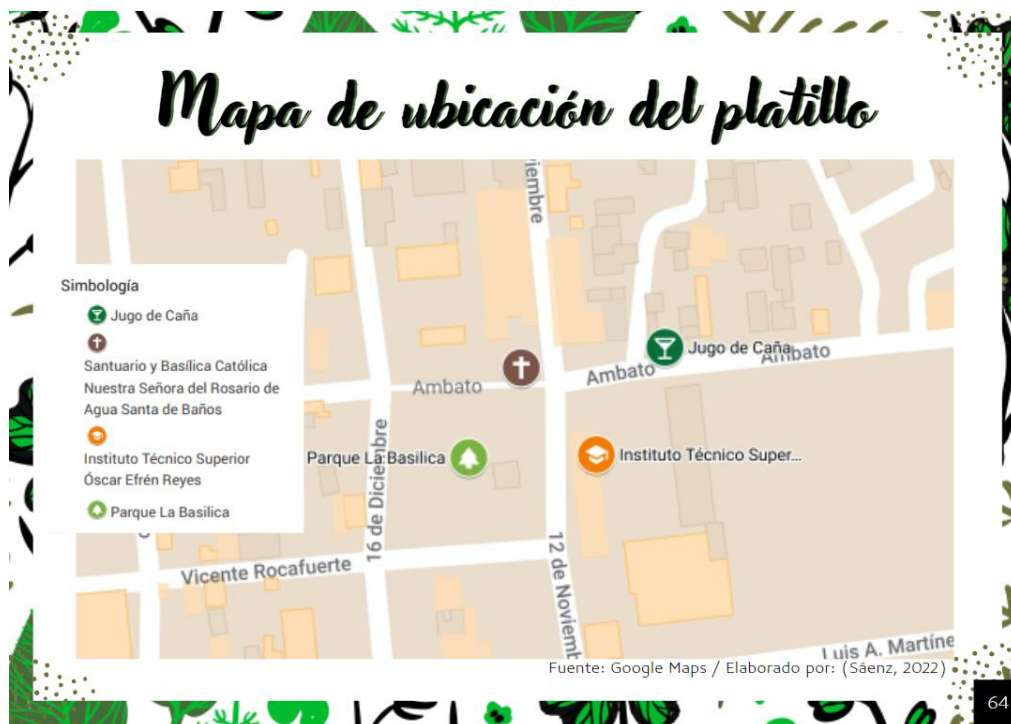 Mapa de ubicación del platillo
viembre
Simbología
Jugo de Caña
Santuario y Basílica Católica
Nuestra Señora del Rosario de
Agua Santa de Baños
Instituto Técnico Superior
Óscar Efrén Reyes
Parque La Basilica
Ambato
Ambato
Jugo de Caña
Ambato
Parque La Basilica
Instituto Técnico Super...
16 de Diciembre
Vicente Rocafuerte
12 de Noviemb
Luis A. Martíne
Fuente: Google Maps / Elaborado por: (Sáenz, 2022)
64